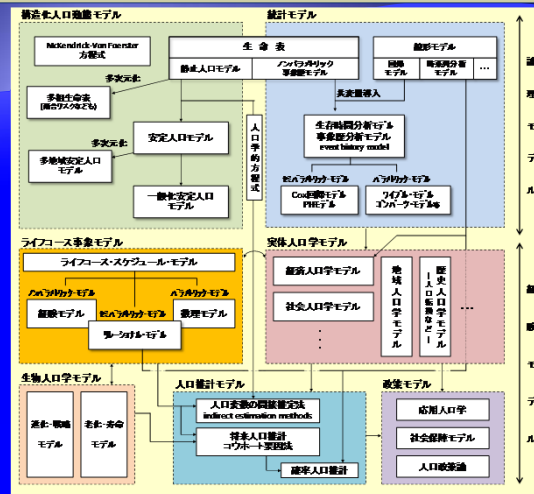 構造化人口動態モデル
McKendrick-Von Foerster
方程式
生 命 表
静止人口モデル
ノンパラメトリック
事象歴モデル
多次元化
多相生命表
(競合リスクなども)
多次元化
安定人口モデル
多地域安定人口
モデル
一般化安定人口
モデル
人口学的方程式
統計モデル
線形モデル
回帰
モデル
時系列分析
モデル
…
共変量導入
生存時間分析モデル
事象歴分析モデル
event history model
セミパラメトリック・モデル
パラメトリック・モデル
Cox回帰モデル
PHモデル
ワイブル・モデル
ゴンパーツ・モデル等
論理モデル
ライフコース事象モデル
ライフコース・スケジュール・モデル
ノンパラメトリック・モデル
セミパラメトリック・モデル
パラメトリック・モデル
経験モデル
数理モデル
リレーショナル・モデル
実体人口学モデル
経済人口学モデル
社会人口学モデル
地域人口学モデル
歴史人口学モデル
―人口転換など―
…
経験モデル
生物人口学モデル
進化・戦略
モデル
老化・寿命
モデル
人口推計モデル
人口変数の間接推定法
indirect estimation methods
将来人口推計
コウホート要因法
確率人口推計
政策モデル
応用人口学
社会保障モデル
人口政策論